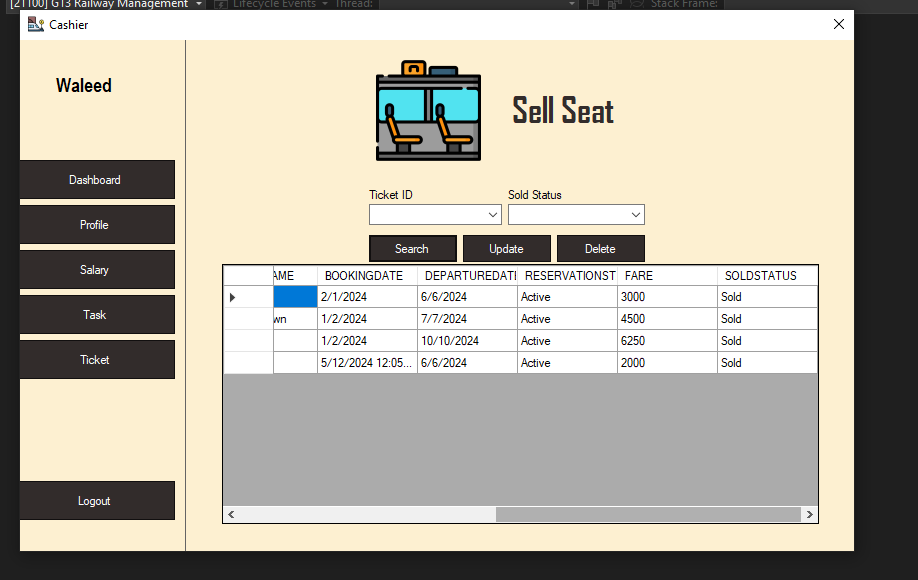 [21100] GT3 Railway Management Lifecycle Events Thread: Stack Frame:
Cashier
Waleed
Sell Seat
Dashboard
Profile
Salary
Task
Ticket
Logout
Ticket ID Sold Status
Search Update Delete
AME BOOKINGDATE DEPARTUREDATI RESERVATIONST FARE SOLDSTATUS
2/1/2024 6/6/2024 Active 3000 Sold
wn 1/2/2024 7/7/2024 Active 4500 Sold
1/2/2024 10/10/2024 Active 6250 Sold
5/12/2024 12:05... 6/6/2024 Active 2000 Sold